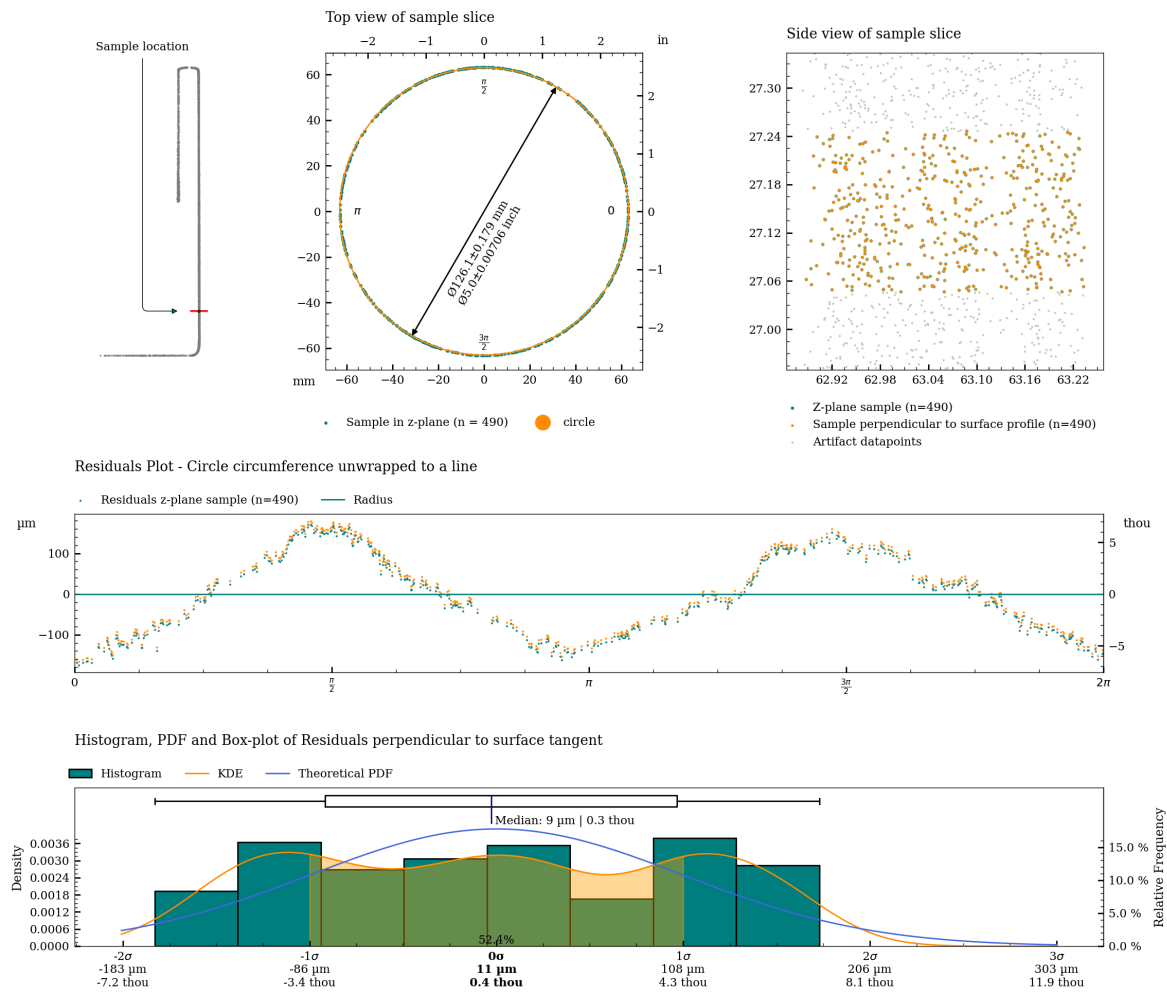 Sample location
Top view of sample slice
−2 −1 0 1 2 in
60
40
20
0
−20
−40
−60
2
1
0
−1
−2
π/2
π
0
3π/2
Ø126.1±0.179 mm
Ø5.0±0.00706 inch
mm −60 −40 −20 0 20 40 60
Sample in z-plane (n = 490) circle
Side view of sample slice
27.30
27.24
27.18
27.12
27.06
27.00
62.92 62.98 63.04 63.10 63.16 63.22
Z-plane sample (n=490)
Sample perpendicular to surface profile (n=490)
Artifact datapoints
Residuals Plot - Circle circumference unwrapped to a line
Residuals z-plane sample (n=490) Radius
µm
thou
100
0
−100
5
0
−5
0 π/2 π 3π/2 2π
Histogram, PDF and Box-plot of Residuals perpendicular to surface tangent
Histogram KDE Theoretical PDF
Median: 9 µm | 0.3 thou
Density
0.0036
0.0030
0.0024
0.0018
0.0012
0.0006
0.0000
15.0 %
10.0 %
5.0 %
0.0 %
Relative Frequency
52.4%
-2σ -1σ 0σ 1σ 2σ 3σ
-183 µm -86 µm 11 µm 108 µm 206 µm 303 µm
-7.2 thou -3.4 thou 0.4 thou 4.3 thou 8.1 thou 11.9 thou